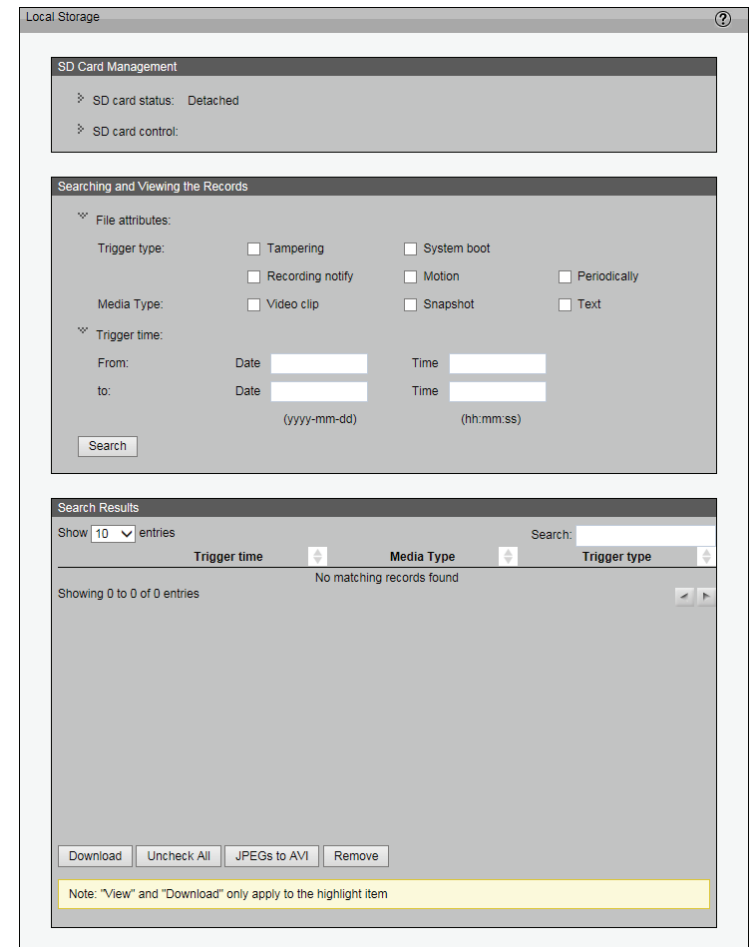 Local Storage
SD Card Management
SD card status: Detached
SD card control:
Searching and Viewing the Records
File attributes:
Trigger type: Tampering System boot
Recording notify Motion Periodically
Media Type: Video clip Snapshot Text
Trigger time:
From: Date Time
to: Date Time
(yyyy-mm-dd) (hh:mm:ss)
Search
Search Results
Show 10 entries Search:
Trigger time Media Type Trigger type
No matching records found
Showing 0 to 0 of 0 entries
Download Uncheck All JPEGs to AVI Remove
Note: "View" and "Download" only apply to the highlight item